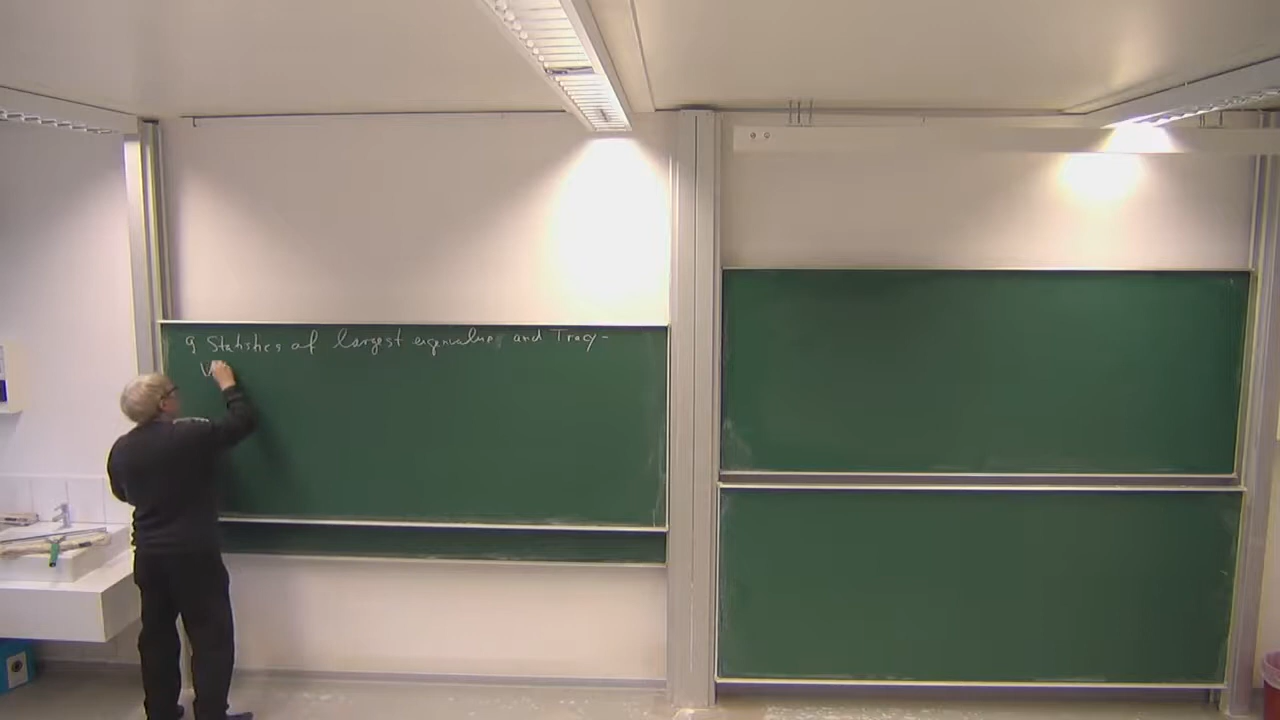 9 Statistics of largest eigenvalue and Tracy-
W